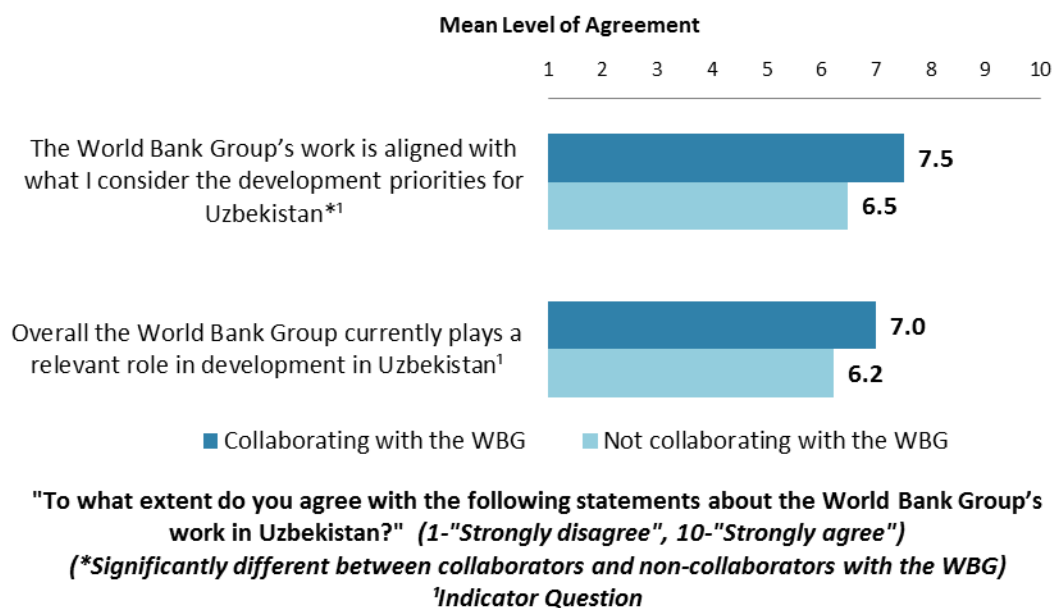 Mean Level of Agreement
1 2 3 4 5 6 7 8 9 10
The World Bank Group’s work is aligned with
what I consider the development priorities for
Uzbekistan*¹
7.5
6.5
Overall the World Bank Group currently plays a
relevant role in development in Uzbekistan¹
7.0
6.2
Collaborating with the WBG Not collaborating with the WBG
"To what extent do you agree with the following statements about the World Bank Group’s
work in Uzbekistan?" (1-"Strongly disagree", 10-"Strongly agree")
(*Significantly different between collaborators and non-collaborators with the WBG)
¹Indicator Question